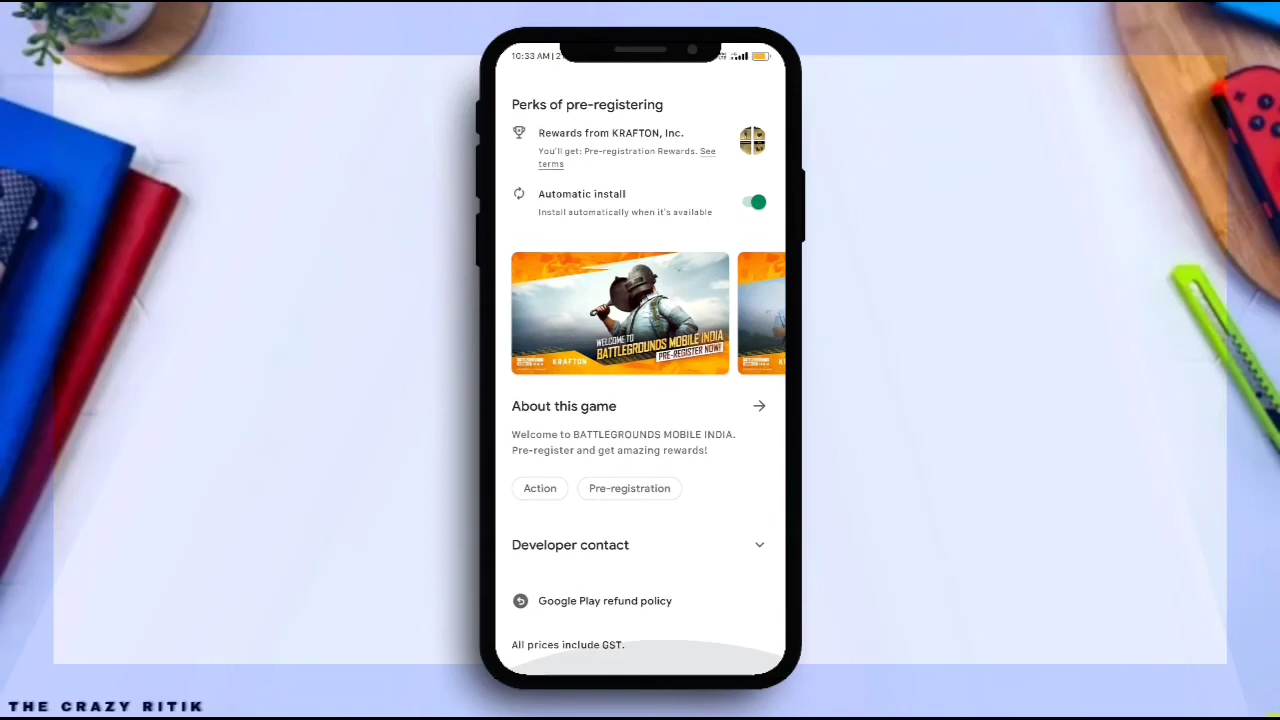 10:33 AM | 2
Perks of pre-registering
Rewards from KRAFTON, Inc.
You'll get: Pre-registration Rewards. See
terms
Automatic install
Install automatically when it's available
WELCOME TO
BATTLEGROUNDS MOBILE INDIA
PRE-REGISTER NOW!
KRAFTON
About this game
Welcome to BATTLEGROUNDS MOBILE INDIA.
Pre-register and get amazing rewards!
Action
Pre-registration
Developer contact
Google Play refund policy
All prices include GST.
THE CRAZY RITIK